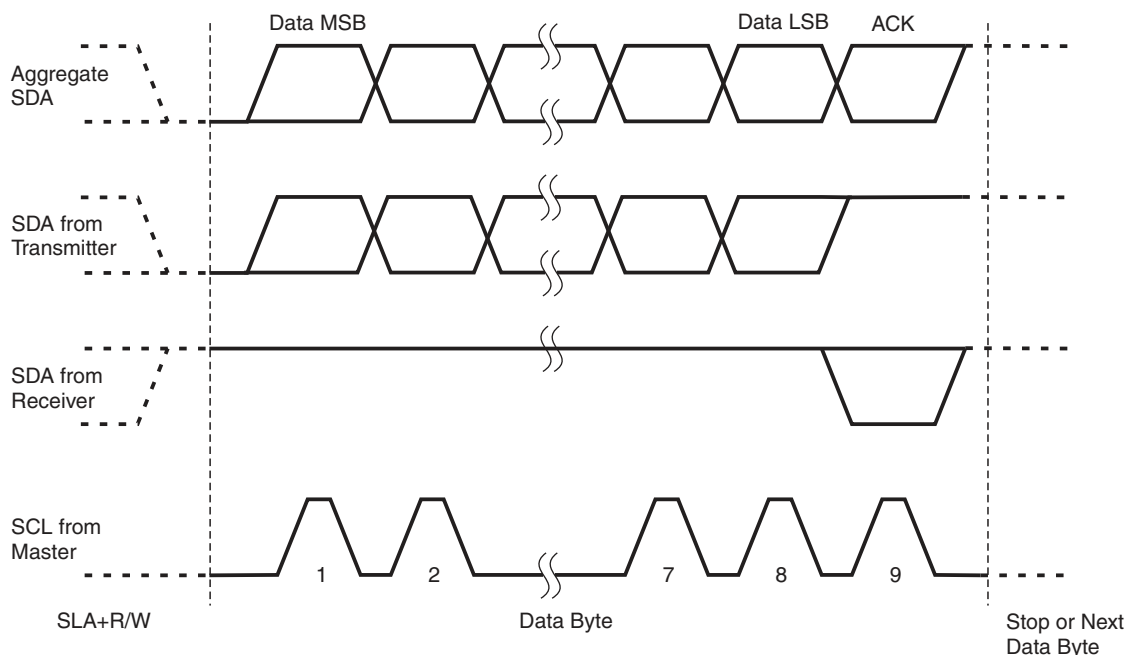 Data MSB
Data LSB
ACK
Aggregate
SDA
SDA from
Transmitter
SDA from
Receiver
SCL from
Master
1
2
7
8
9
SLA+R/W
Data Byte
Stop or Next
Data Byte